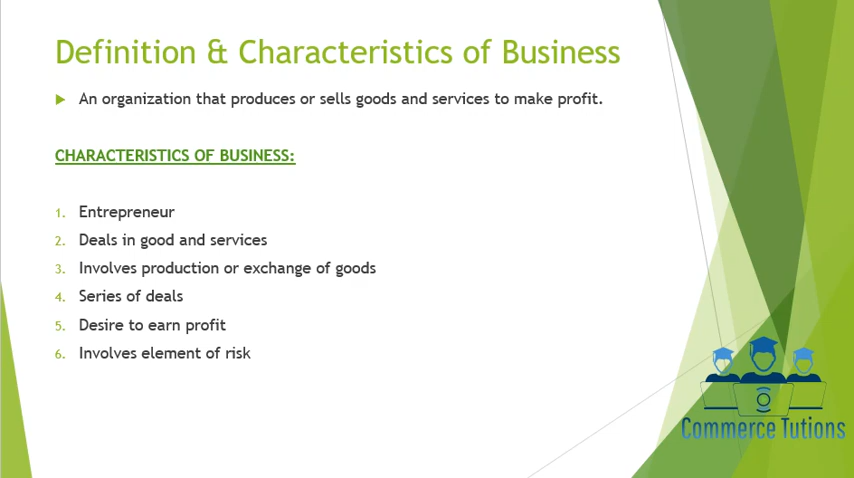 Definition & Characteristics of Business
An organization that produces or sells goods and services to make profit.
CHARACTERISTICS OF BUSINESS:
1. Entrepreneur
2. Deals in good and services
3. Involves production or exchange of goods
4. Series of deals
5. Desire to earn profit
6. Involves element of risk
Commerce Tutions